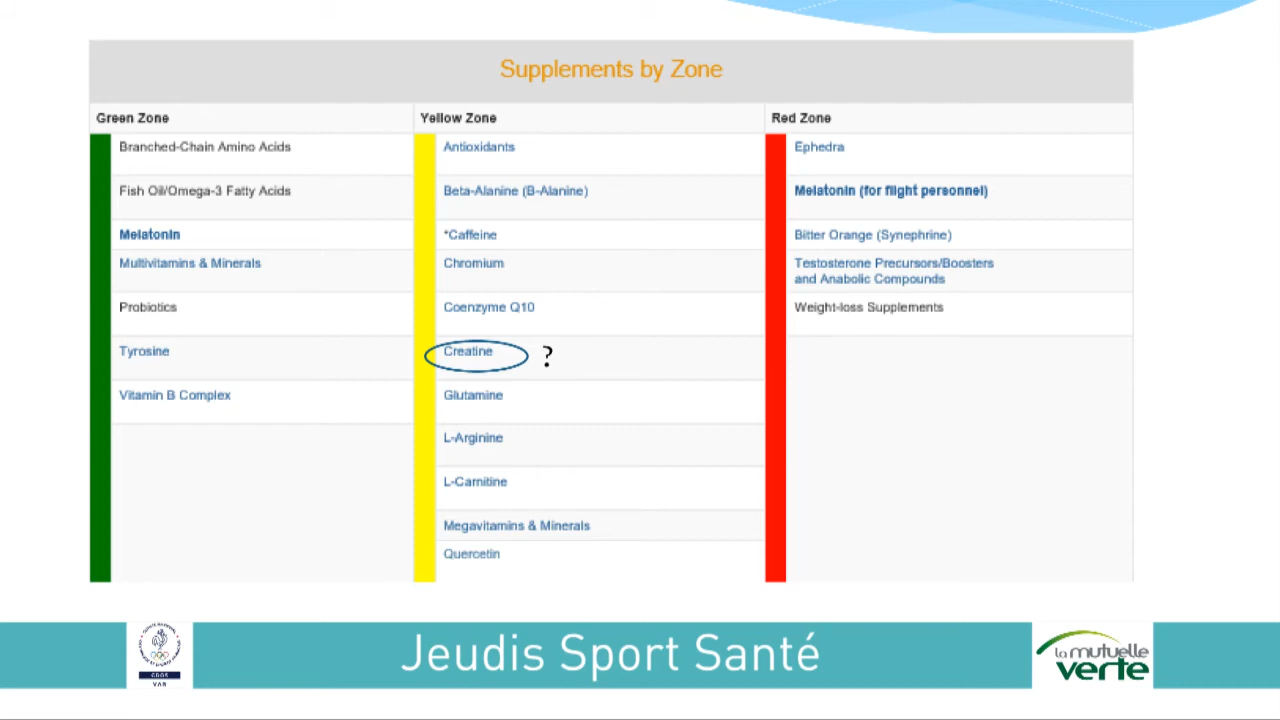 Supplements by Zone
Green Zone
Yellow Zone
Red Zone
Branched-Chain Amino Acids
Antioxidants
Ephedra
Fish Oil/Omega-3 Fatty Acids
Beta-Alanine (B-Alanine)
Melatonin (for flight personnel)
Melatonin
*Caffeine
Bitter Orange (Synephrine)
Multivitamins & Minerals
Chromium
Testosterone Precursors/Boosters
and Anabolic Compounds
Probiotics
Coenzyme Q10
Weight-loss Supplements
Tyrosine
Creatine ?
Vitamin B Complex
Glutamine
L-Arginine
L-Carnitine
Megavitamins & Minerals
Quercetin
CDOS
VAR
Jeudis Sport Santé
la mutuelle
verte